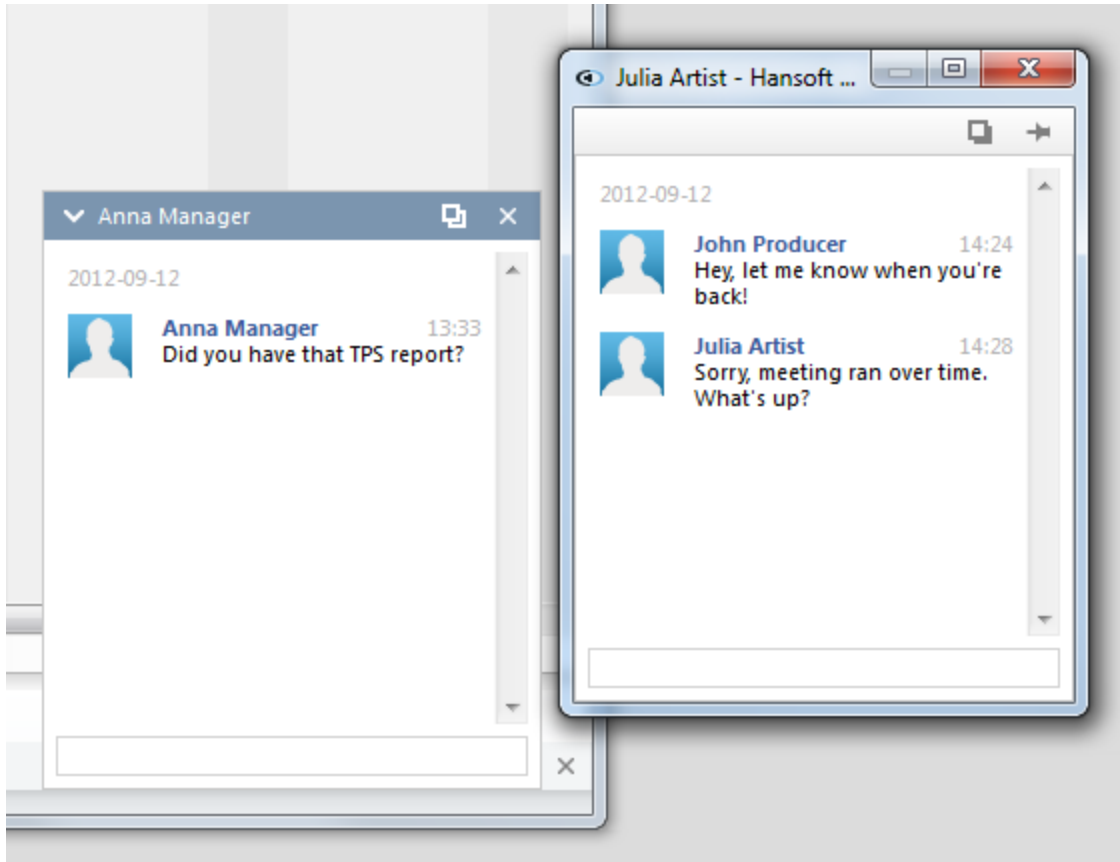 Anna Manager
2012-09-12
Anna Manager 13:33
Did you have that TPS report?
Julia Artist - Hansoft ...
2012-09-12
John Producer 14:24
Hey, let me know when you're
back!
Julia Artist 14:28
Sorry, meeting ran over time.
What's up?